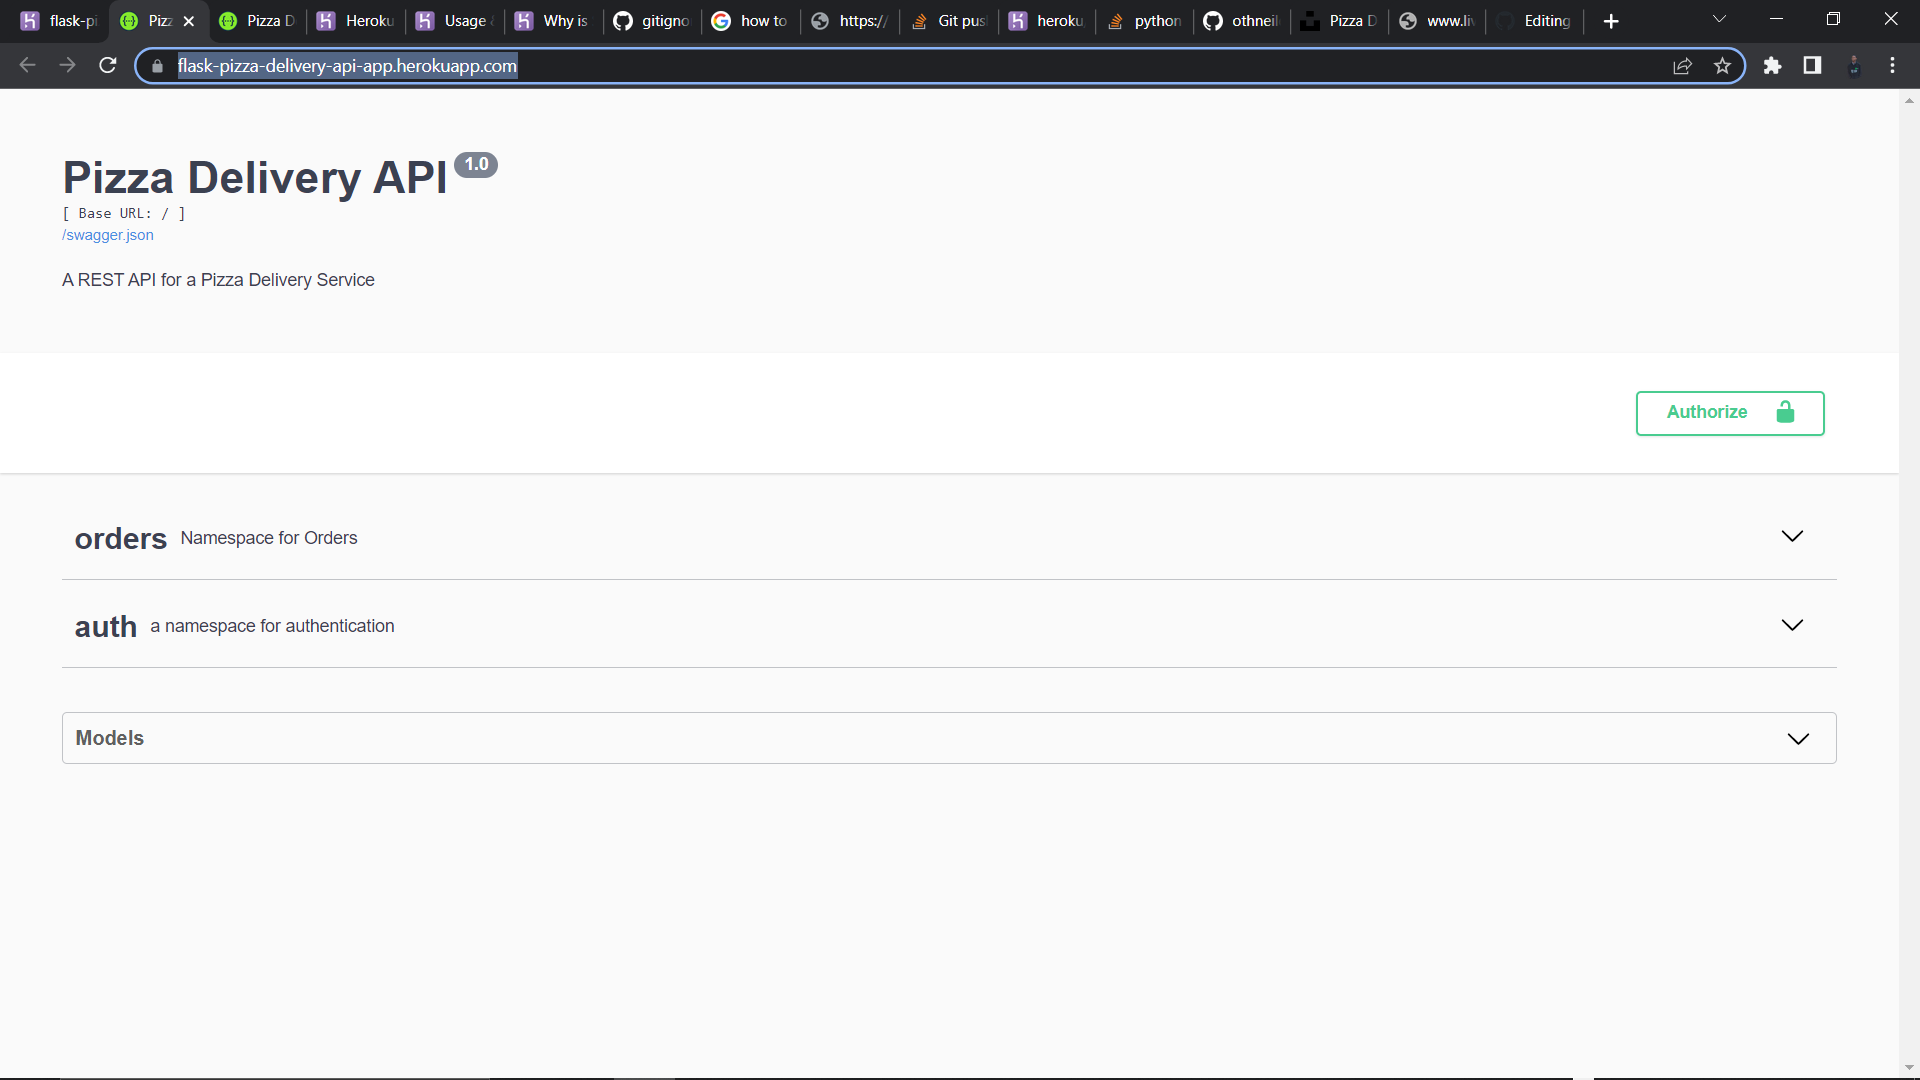 flask-pi
Pizz
Pizza D
Heroku
Usage
Why is
gitigno
how to
https://
Git pus
heroku
python
othneil
Pizza D
www.liv
Editing
flask-pizza-delivery-api-app.herokuapp.com
Pizza Delivery API 1.0
[ Base URL: / ]
/swagger.json
A REST API for a Pizza Delivery Service
Authorize
orders Namespace for Orders
auth a namespace for authentication
Models